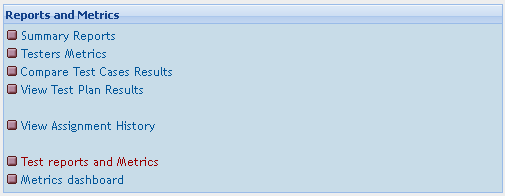 Reports and Metrics
Summary Reports
Testers Metrics
Compare Test Cases Results
View Test Plan Results
View Assignment History
Test reports and Metrics
Metrics dashboard